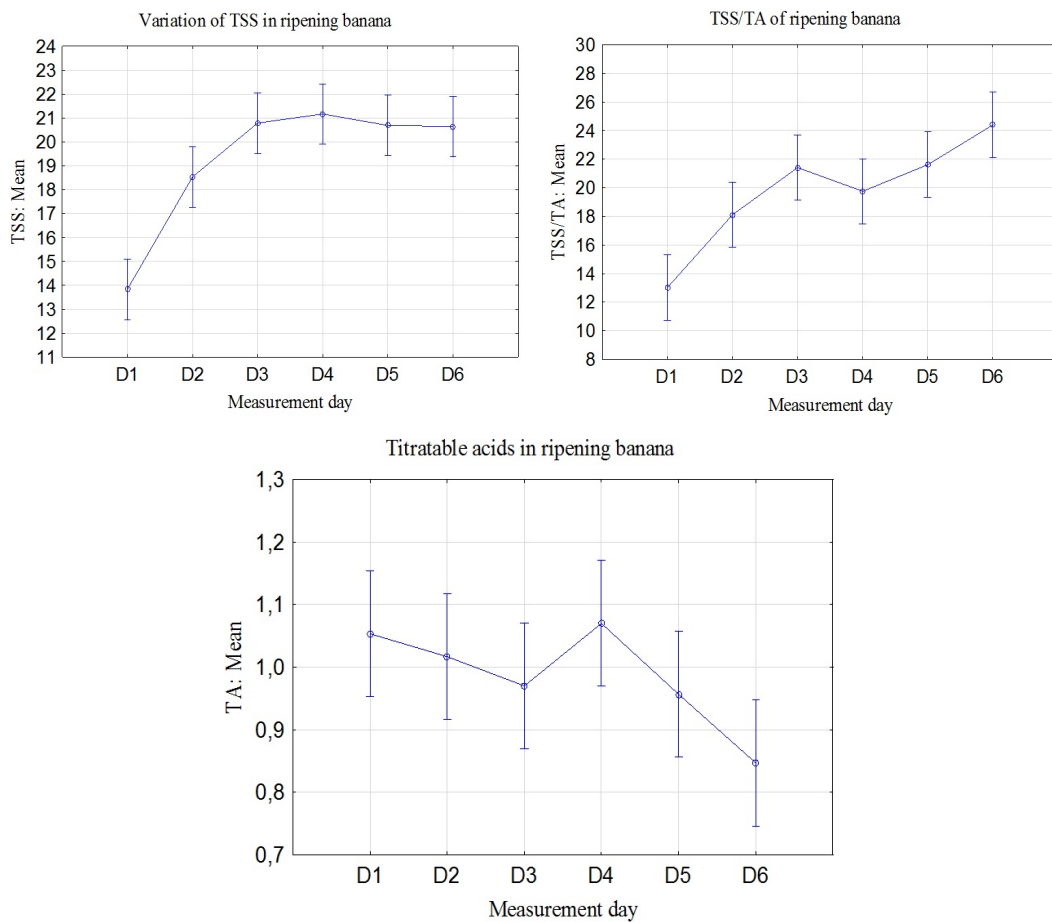 Variation of TSS in ripening banana
TSS: Mean
24
23
22
21
20
19
18
17
16
15
14
13
12
11
D1 D2 D3 D4 D5 D6
Measurement day
TSS/TA of ripening banana
TSS/TA: Mean
30
28
26
24
22
20
18
16
14
12
10
8
D1 D2 D3 D4 D5 D6
Measurement day
Titratable acids in ripening banana
TA: Mean
1,3
1,2
1,1
1,0
0,9
0,8
0,7
D1 D2 D3 D4 D5 D6
Measurement day